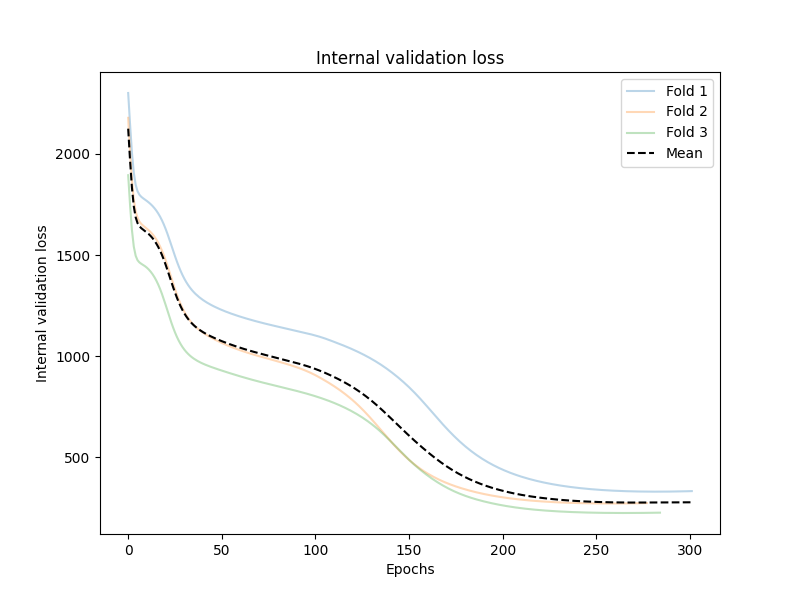 Internal validation loss
Fold 1
Fold 2
Fold 3
Mean
2000
1500
1000
500
Internal validation loss
0 50 100 150 200 250 300
Epochs